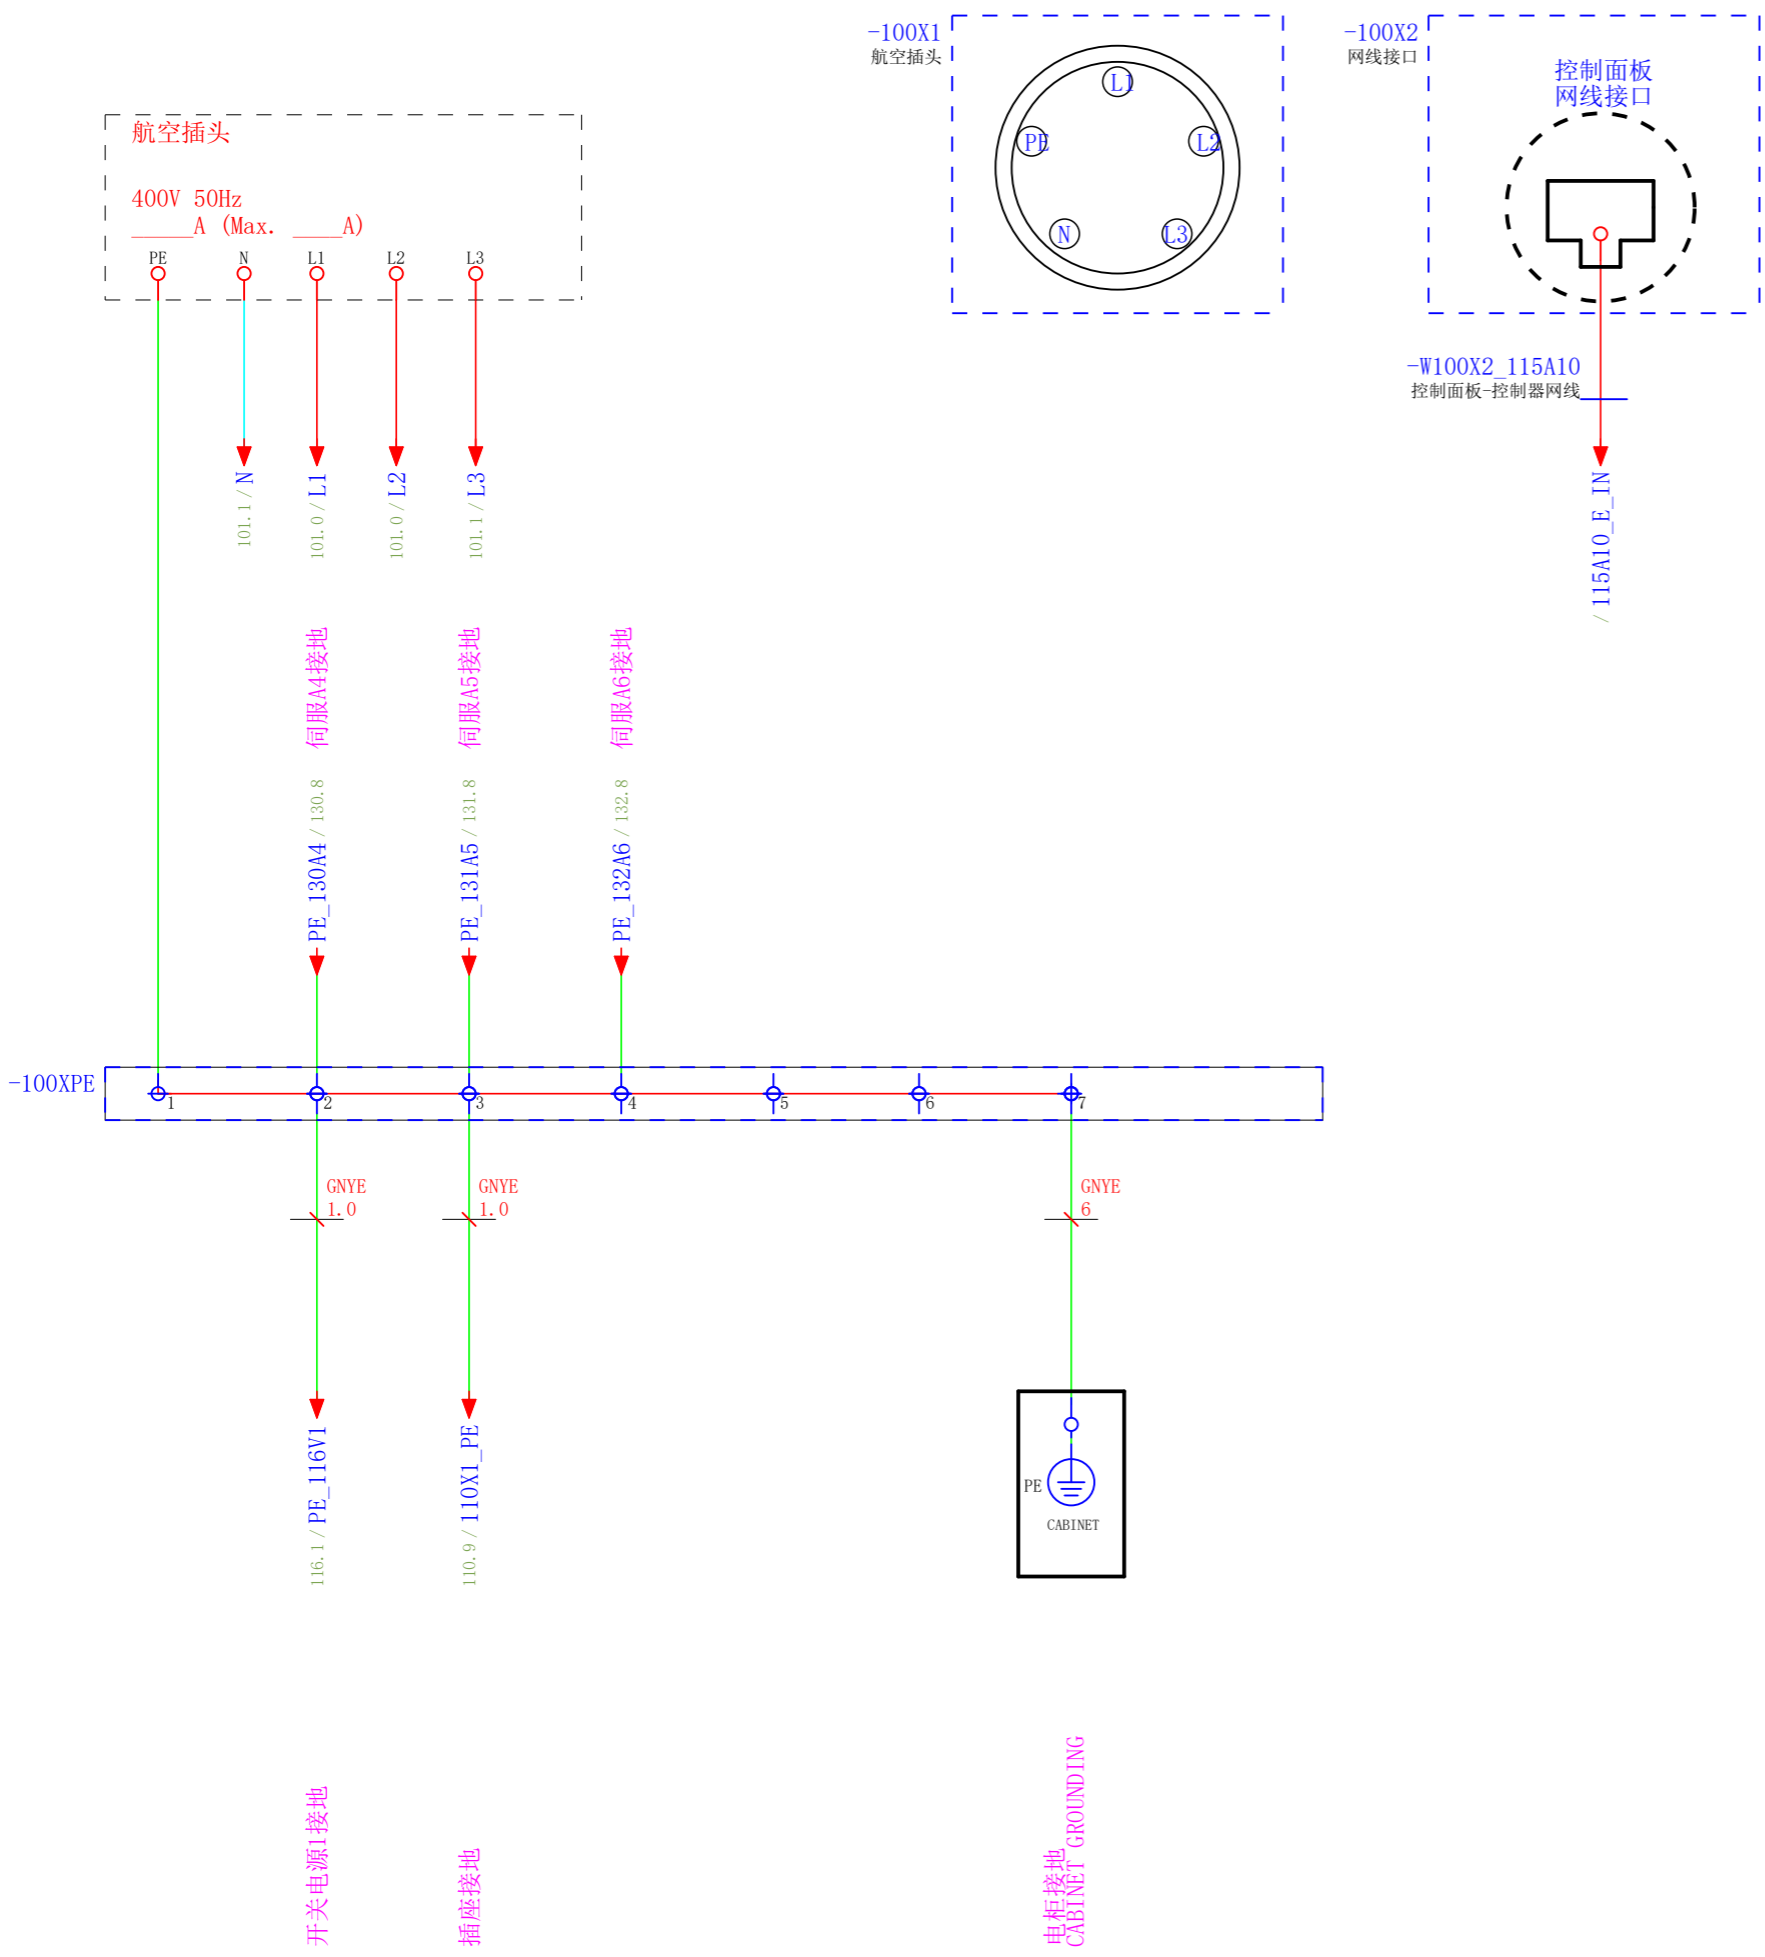 -100X1
航空插头
L1
PE
L2
N
L3
-100X2
网线接口
控制面板
网线接口
航空插头
400V 50Hz
_____A (Max. ____A)
PE
N
L1
L2
L3
101.1 / N
101.0 / L1
101.0 / L2
101.1 / L3
-W100X2_115A10
控制面板-控制器网线
/ 115A10_E_IN
伺服A4接地
伺服A5接地
伺服A6接地
PE_130A4 / 130.8
PE_131A5 / 131.8
PE_132A6 / 132.8
-100XPE
1
2
3
4
5
6
7
GNYE
1.0
GNYE
1.0
GNYE
6
116.1 / PE_116V1
110.9 / 110X1_PE
PE
CABINET
开关电源1接地
插座接地
电柜接地
CABINET GROUNDING